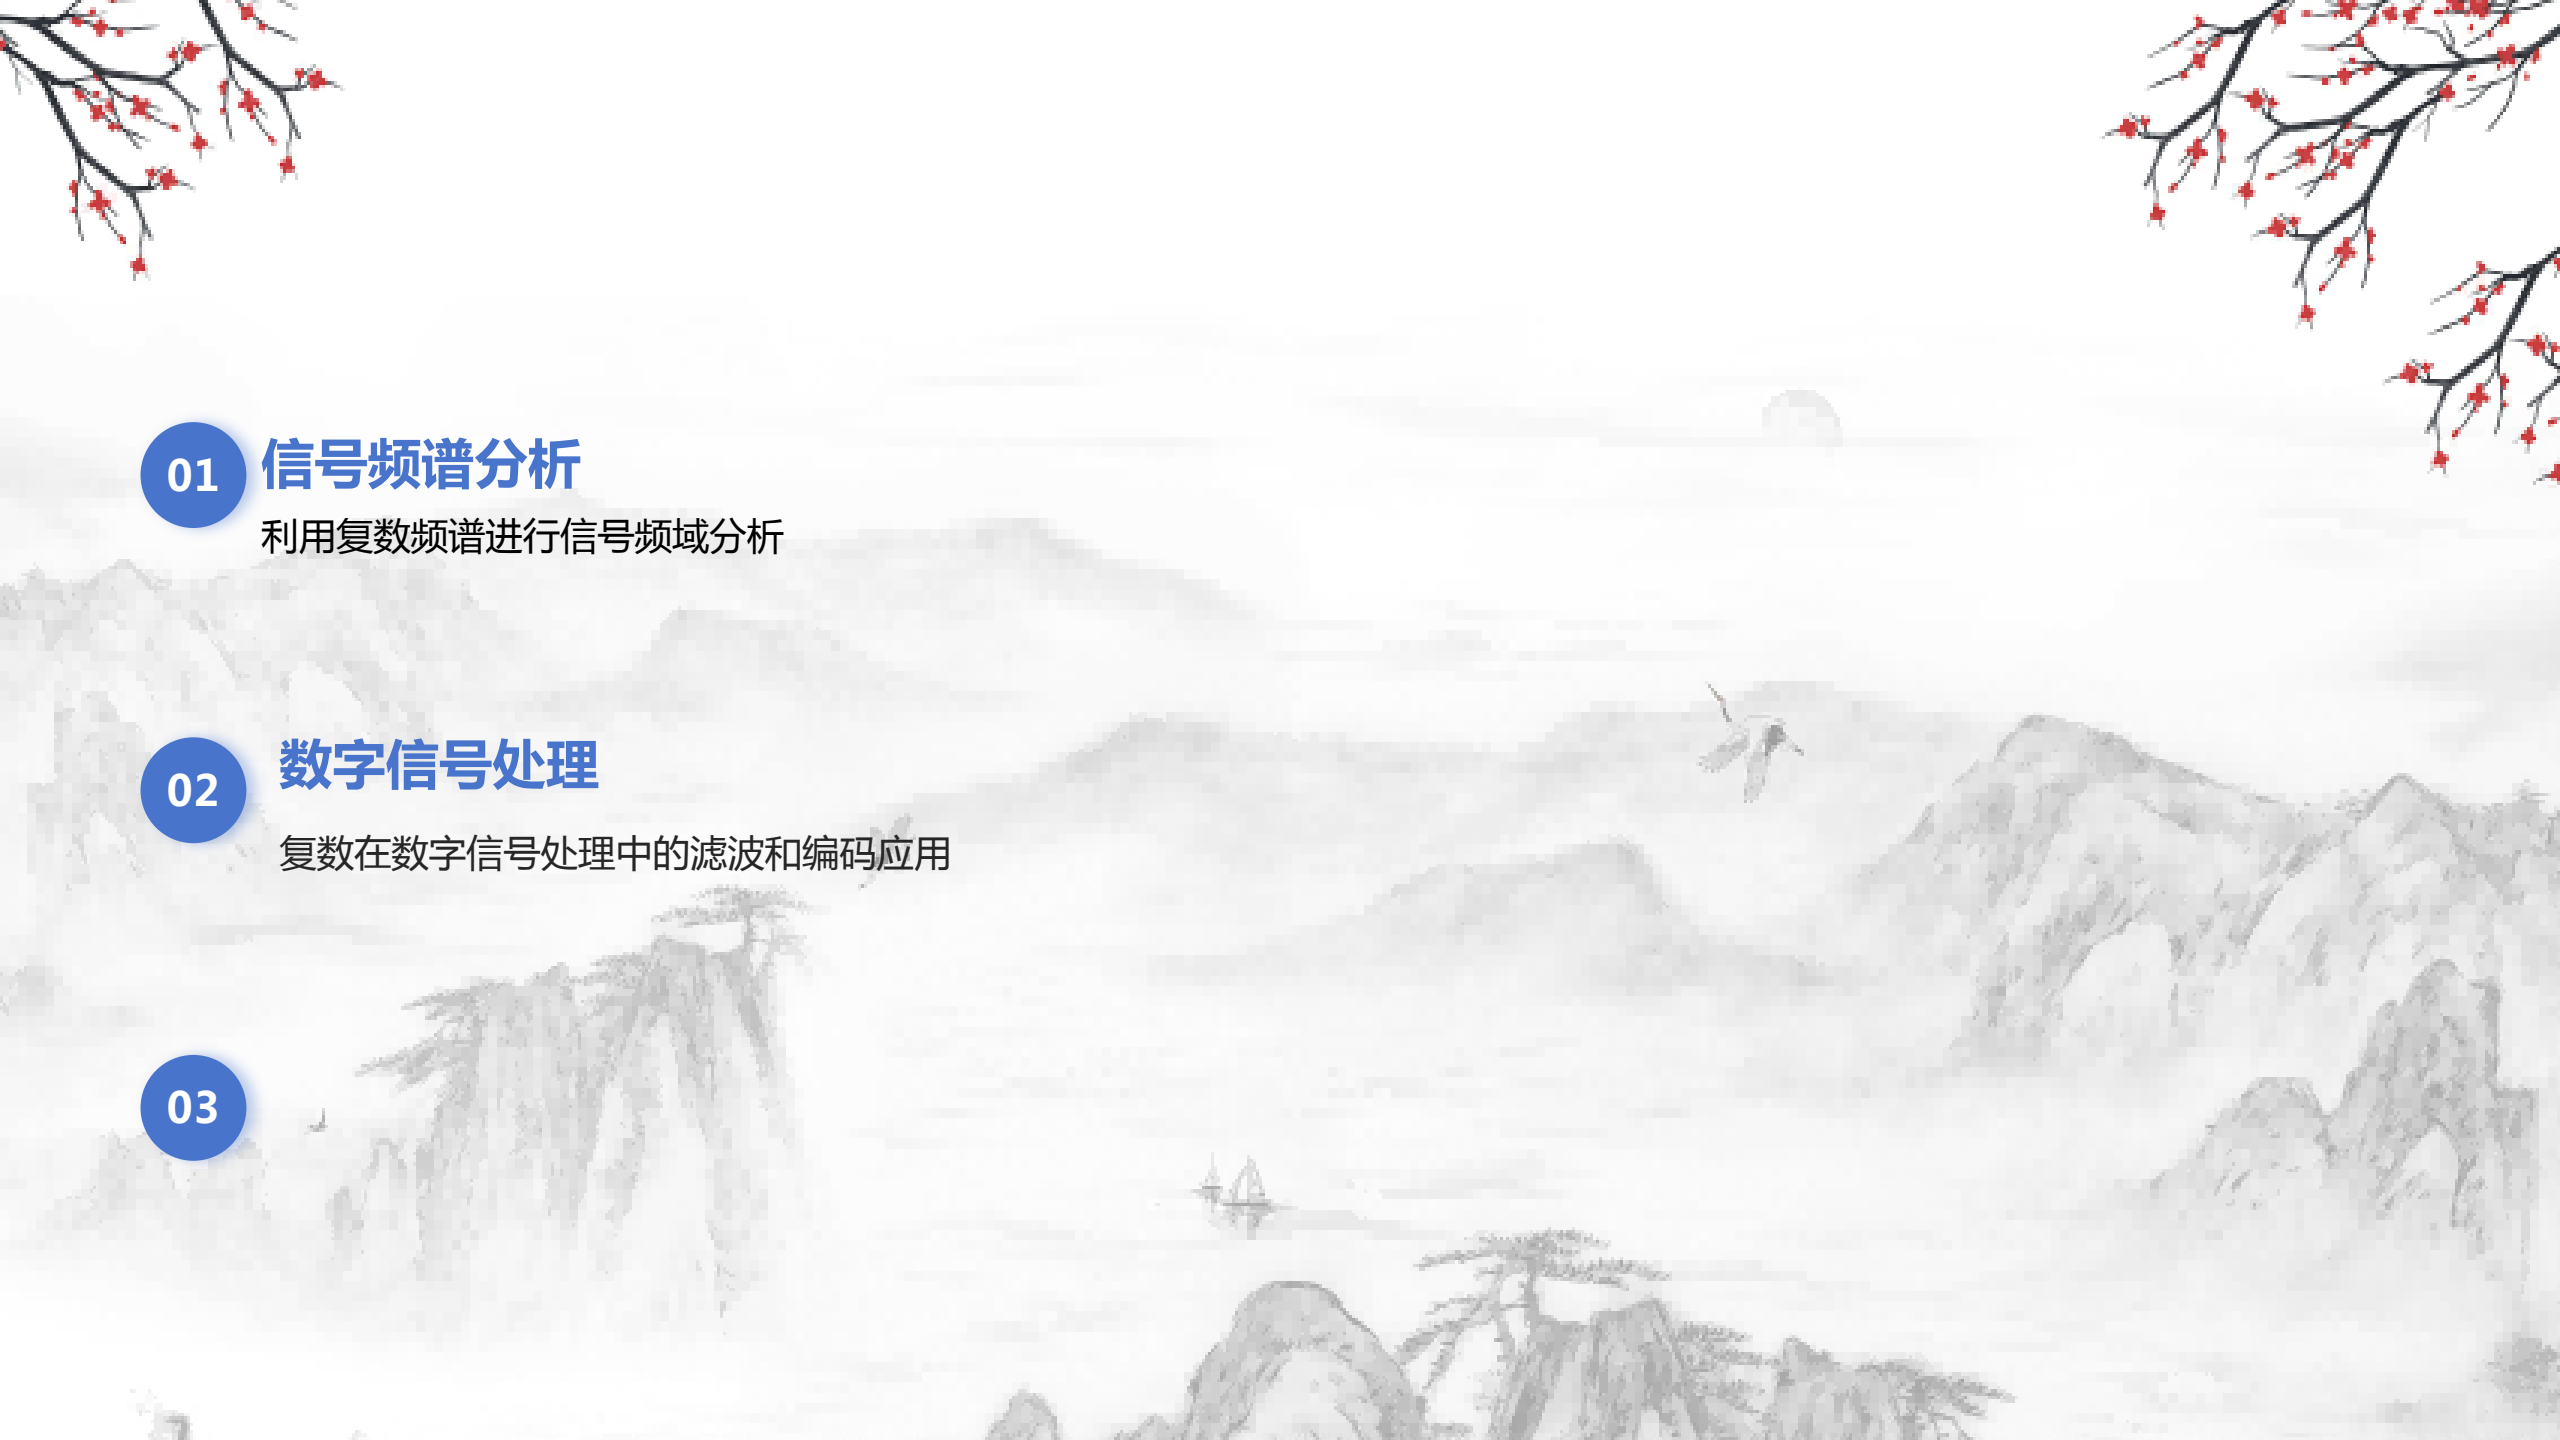 01
信号频谱分析
利用复数频谱进行信号频域分析
02
数字信号处理
复数在数字信号处理中的滤波和编码应用
03